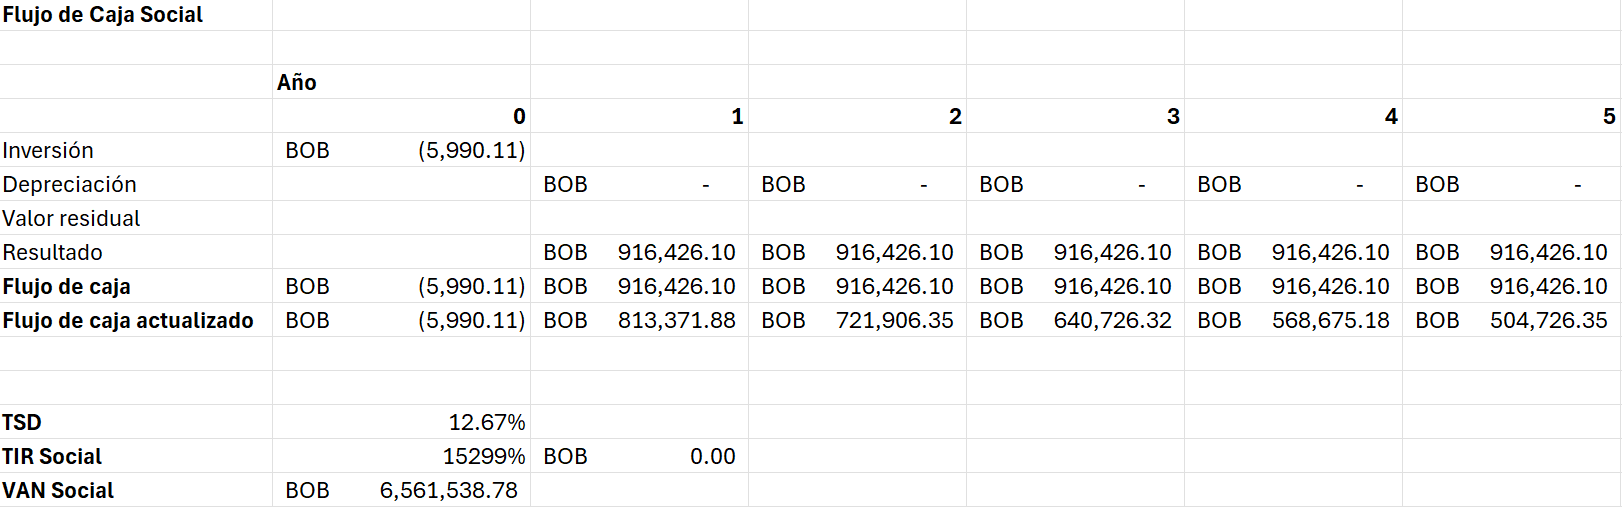 Flujo de Caja Social
Año
0 1 2 3 4 5
Inversión BOB (5,990.11)
Depreciación BOB - BOB - BOB - BOB - BOB -
Valor residual
Resultado BOB 916,426.10 BOB 916,426.10 BOB 916,426.10 BOB 916,426.10 BOB 916,426.10
Flujo de caja BOB (5,990.11) BOB 916,426.10 BOB 916,426.10 BOB 916,426.10 BOB 916,426.10 BOB 916,426.10
Flujo de caja actualizado BOB (5,990.11) BOB 813,371.88 BOB 721,906.35 BOB 640,726.32 BOB 568,675.18 BOB 504,726.35
TSD 12.67%
TIR Social 15299% BOB 0.00
VAN Social BOB 6,561,538.78